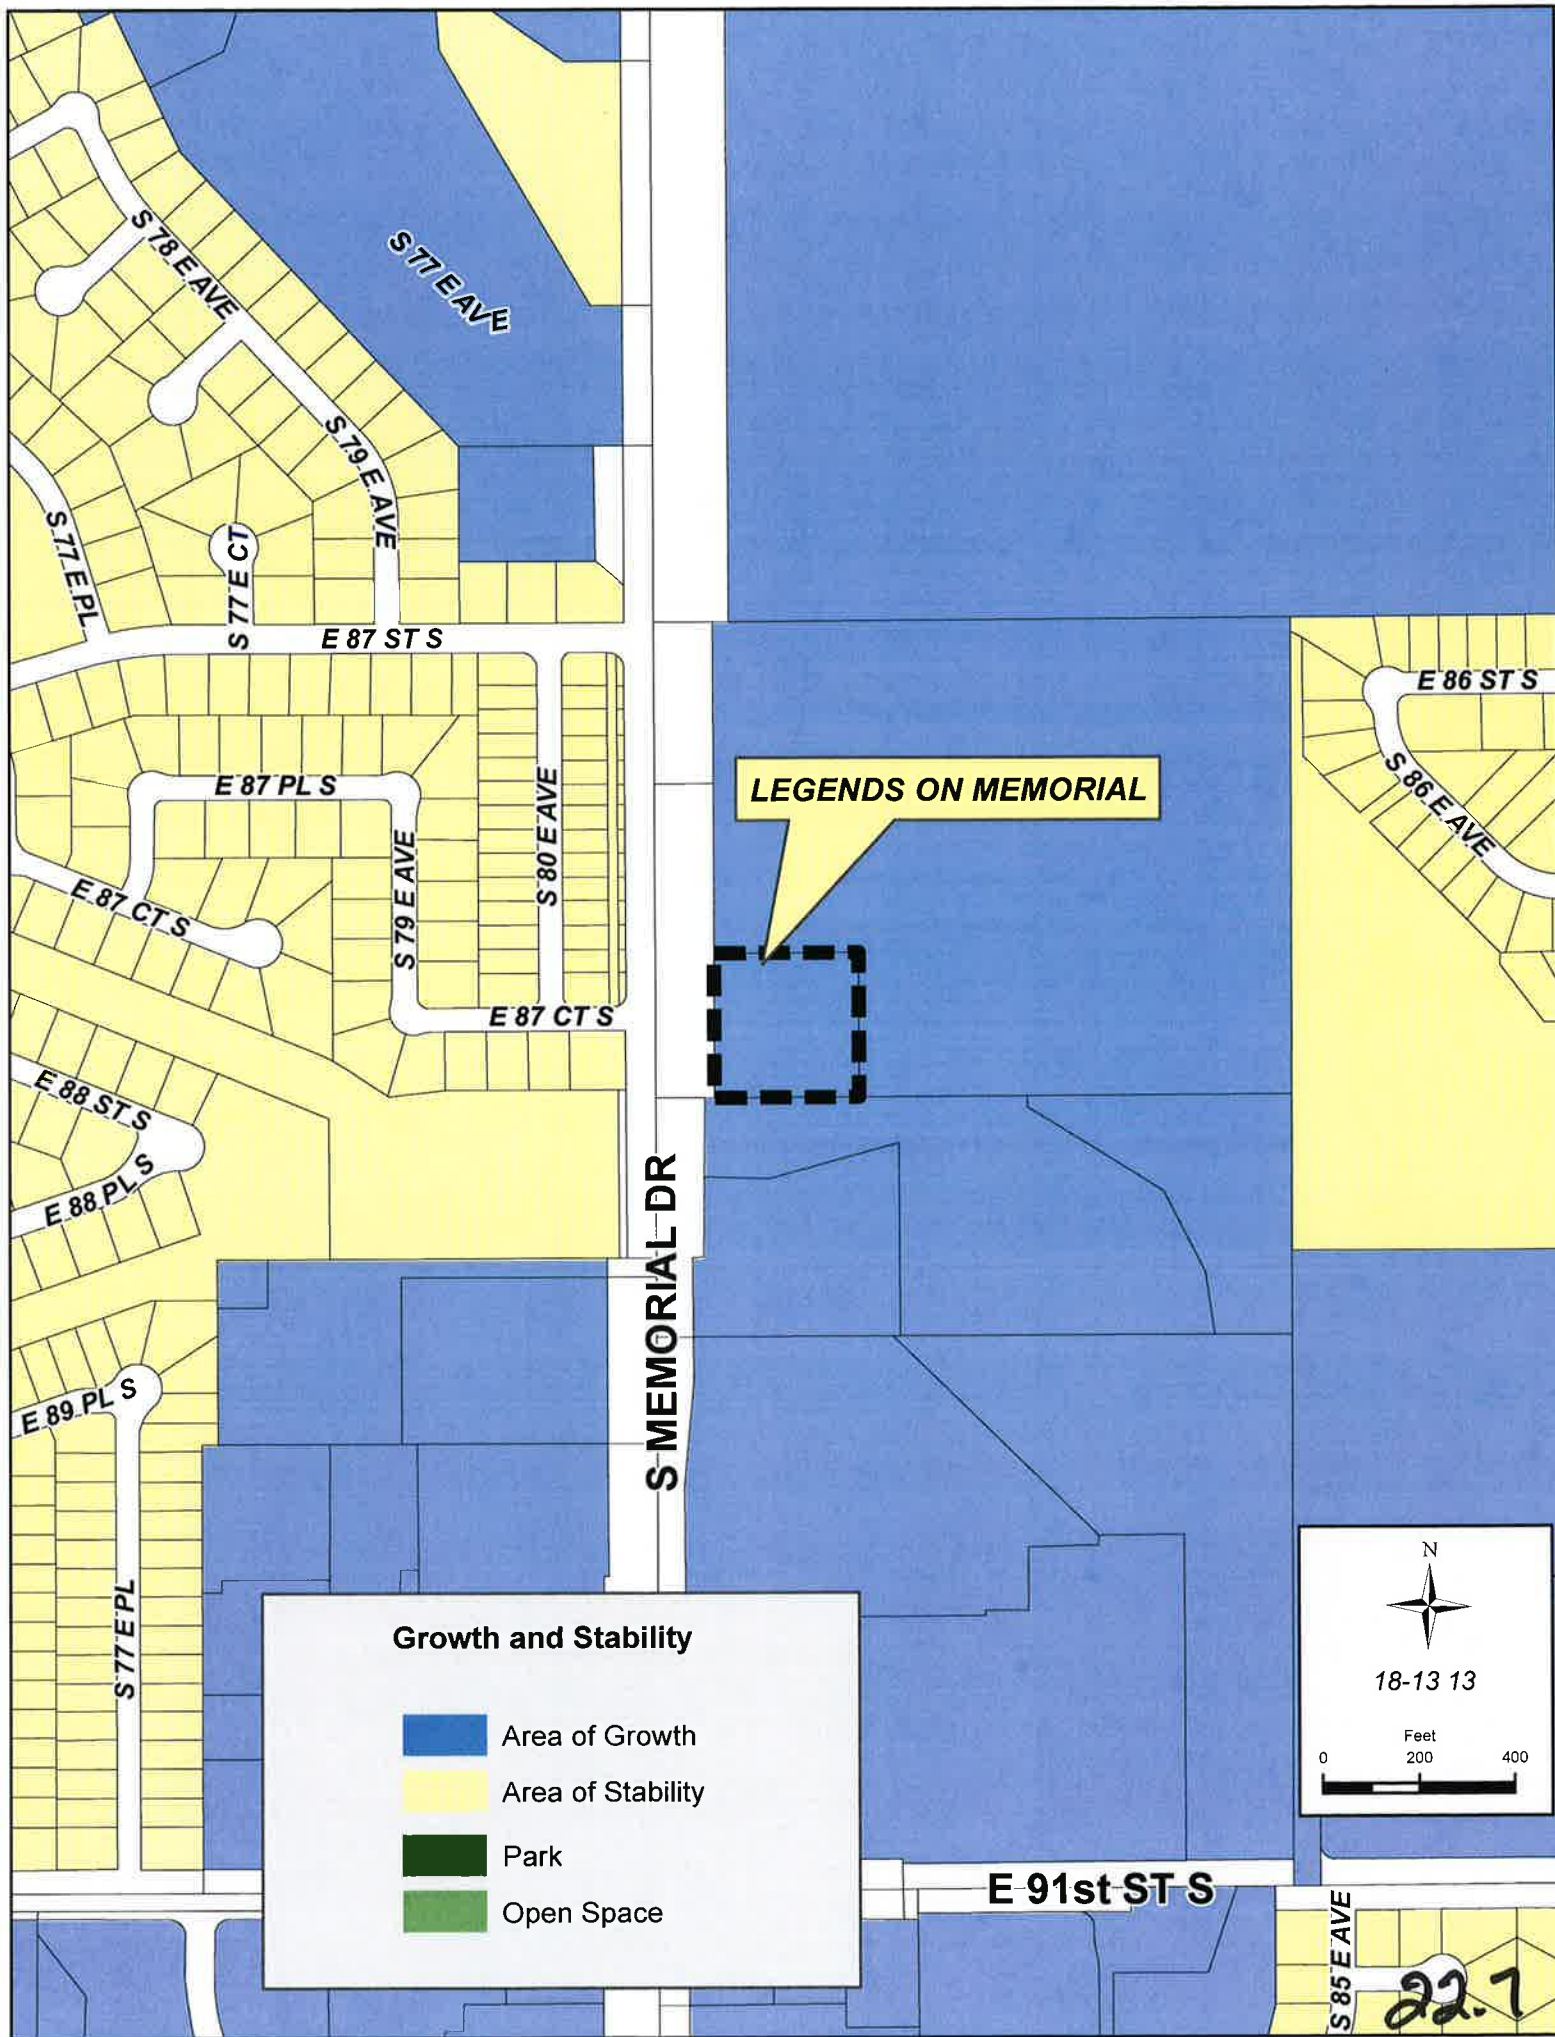 S 78 E AVE
S 77 E AVE
S 79 E AVE
S 77 E PL
S 77 E CT
E 87 ST S
E 86 ST S
S 86 E AVE
LEGENDS ON MEMORIAL
E 87 PL S
S 80 E AVE
S 79 E AVE
E 87 CT S
E 87 CT S
E 88 ST S
E 88 PL S
S MEMORIAL DR
E 89 PL S
S 77 E PL
Growth and Stability
Area of Growth
Area of Stability
Park
Open Space
N
18-13 13
Feet
0 200 400
E 91st ST S
S 85 E AVE
22.7